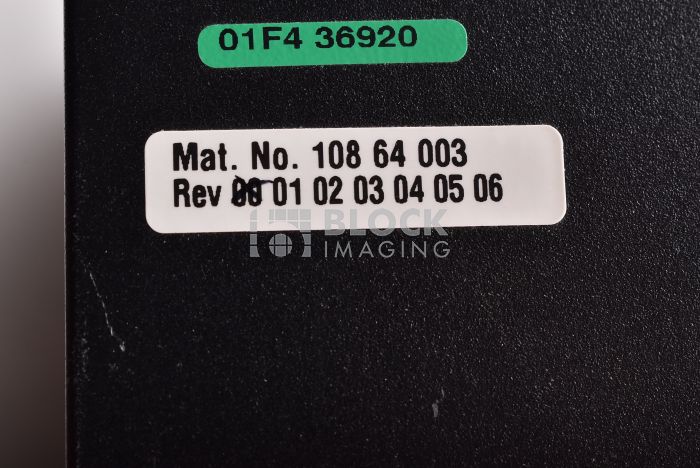 01F4 36920
Mat. No. 108 64 003
Rev 00 01 02 03 04 05 06
BLOCK
IMAGING